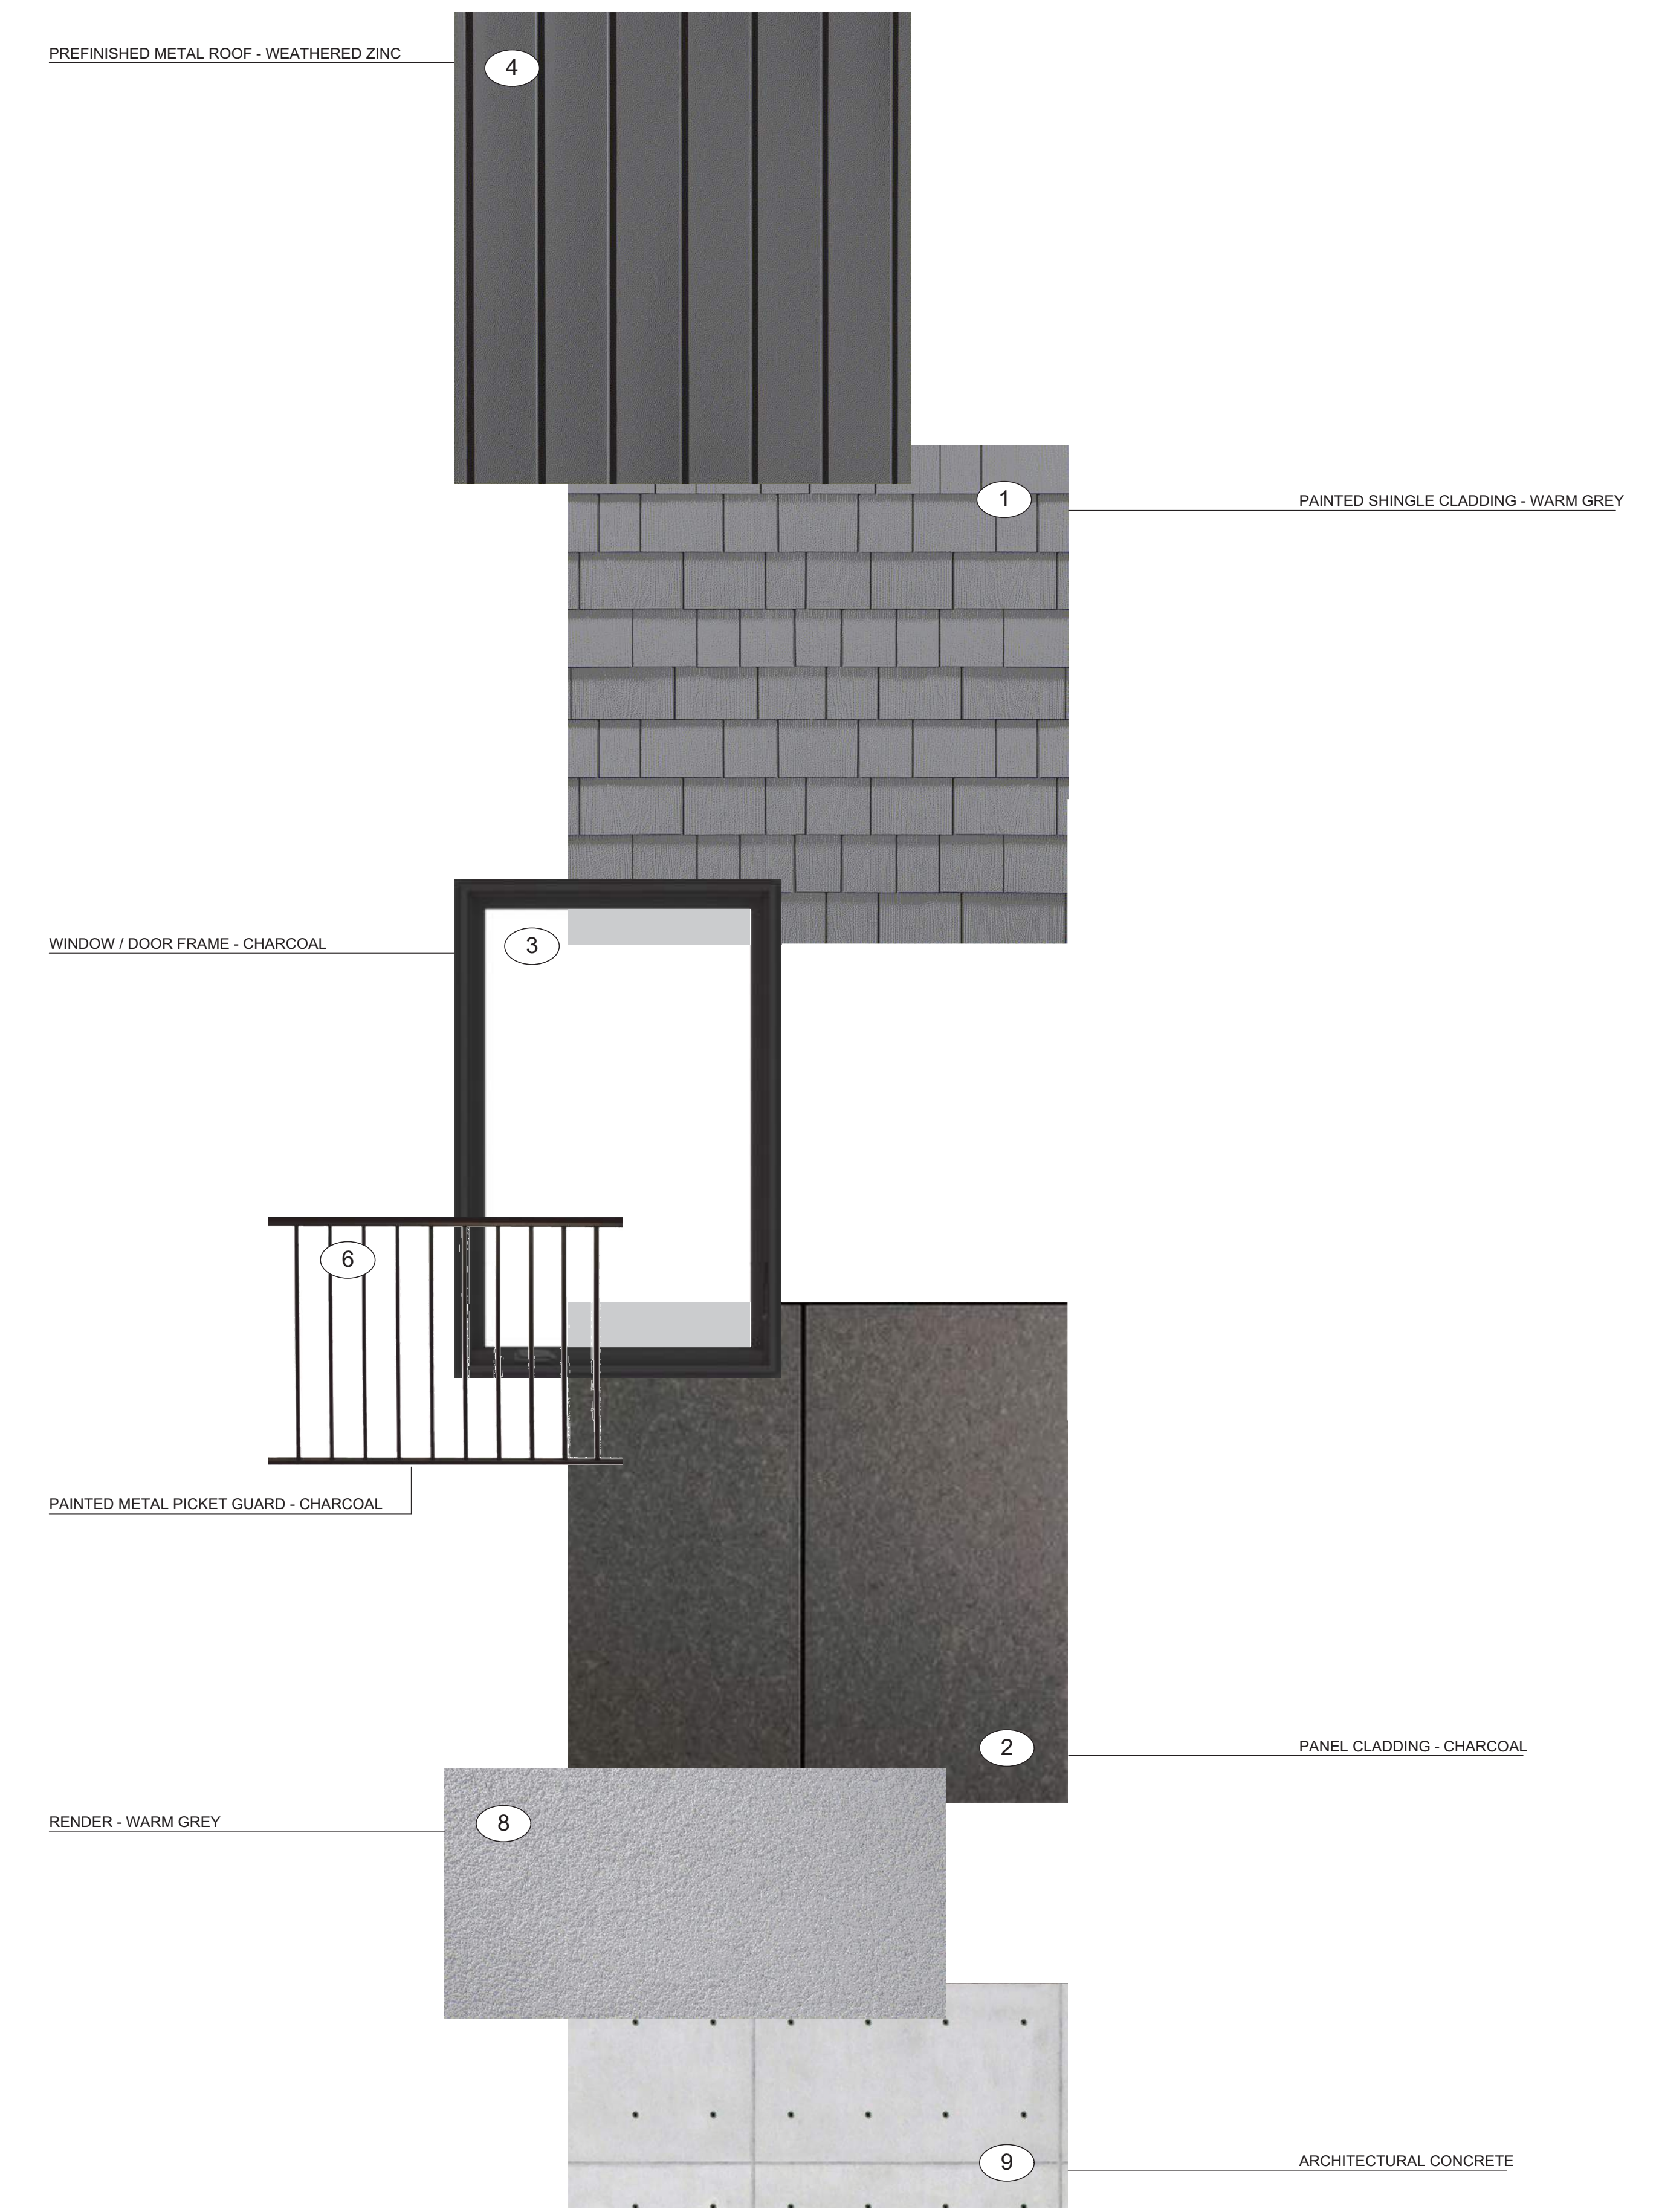 PREFINISHED METAL ROOF - WEATHERED ZINC
4
1
PAINTED SHINGLE CLADDING - WARM GREY
WINDOW / DOOR FRAME - CHARCOAL
3
6
PAINTED METAL PICKET GUARD - CHARCOAL
2
PANEL CLADDING - CHARCOAL
RENDER - WARM GREY
8
9
ARCHITECTURAL CONCRETE